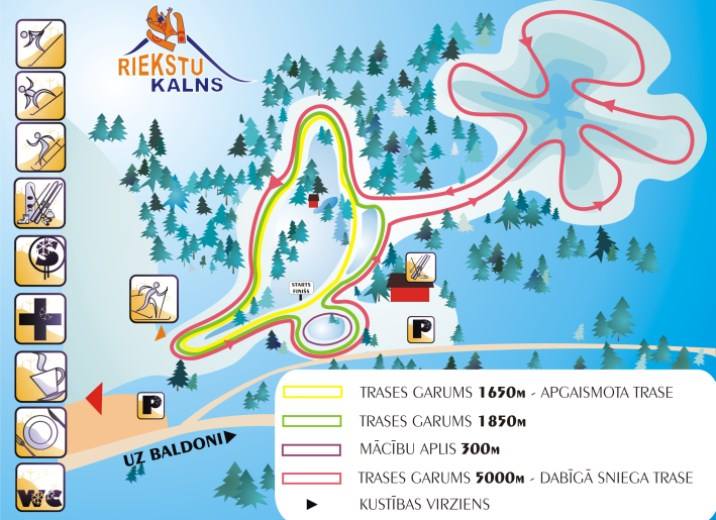 RIEKSTU
KALNS
STARTS
FINIŠS
P
P
UZ BALDONI
WC
TRASES GARUMS 1650M - APGAISMOTA TRASE
TRASES GARUMS 1850M
MĀCĪBU APLIS 300M
TRASES GARUMS 5000M - DABĪGĀ SNIEGA TRASE
KUSTĪBAS VIRZIENS